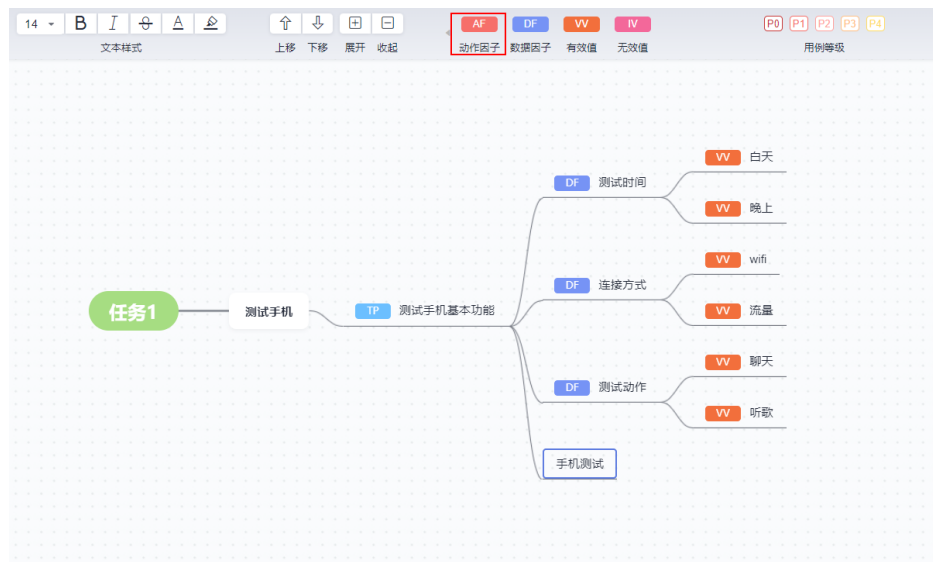 14 B I S A
AF DF VV IV
P0 P1 P2 P3 P4
文本样式
上移 下移 展开 收起
动作因子 数据因子 有效值 无效值
用例等级
任务1
测试手机
TP 测试手机基本功能
DF 测试时间
VV 白天
VV 晚上
DF 连接方式
VV wifi
VV 流量
DF 测试动作
VV 聊天
VV 听歌
手机测试